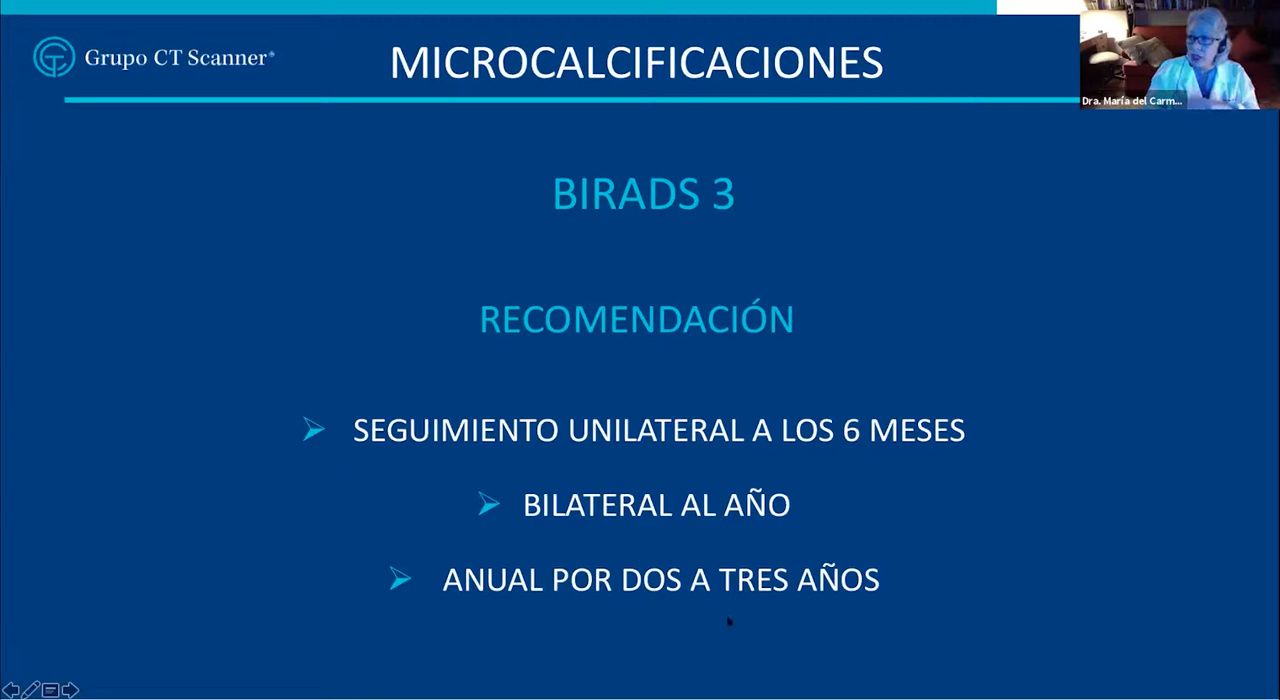 Grupo CT Scanner®
MICROCALCIFICACIONES
Dra. María del Carm...
BIRADS 3
RECOMENDACIÓN
SEGUIMIENTO UNILATERAL A LOS 6 MESES
BILATERAL AL AÑO
ANUAL POR DOS A TRES AÑOS